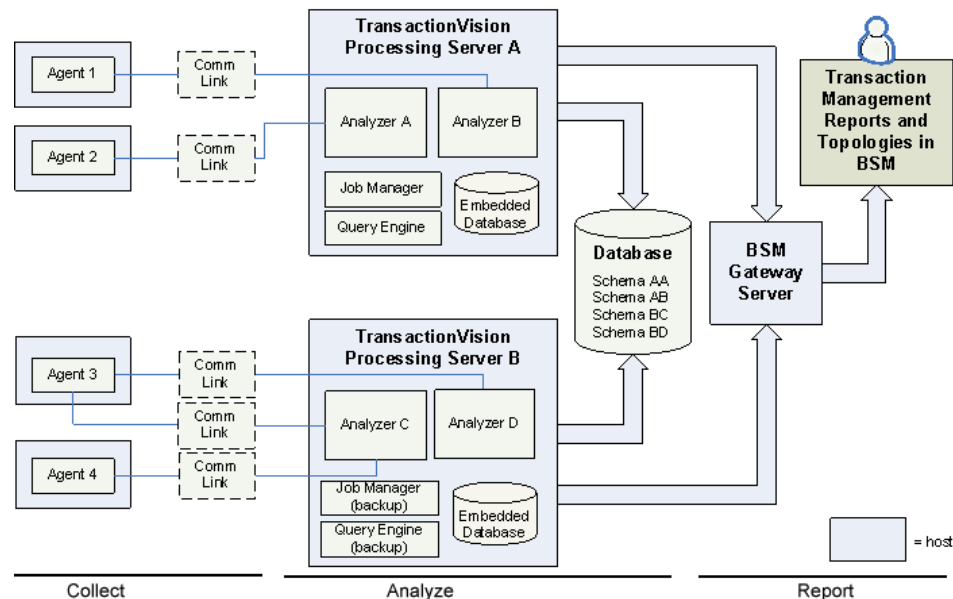 TransactionVision
Processing Server A
Agent 1
Comm
Link
Agent 2
Comm
Link
Analyzer A
Analyzer B
Job Manager
Query Engine
Embedded
Database
Transaction
Management
Reports and
Topologies in
BSM
Database
Schema AA
Schema AB
Schema BC
Schema BD
BSM
Gateway
Server
TransactionVision
Processing Server B
Agent 3
Comm
Link
Comm
Link
Agent 4
Comm
Link
Analyzer C
Analyzer D
Job Manager
(backup)
Query Engine
(backup)
Embedded
Database
= host
Collect
Analyze
Report